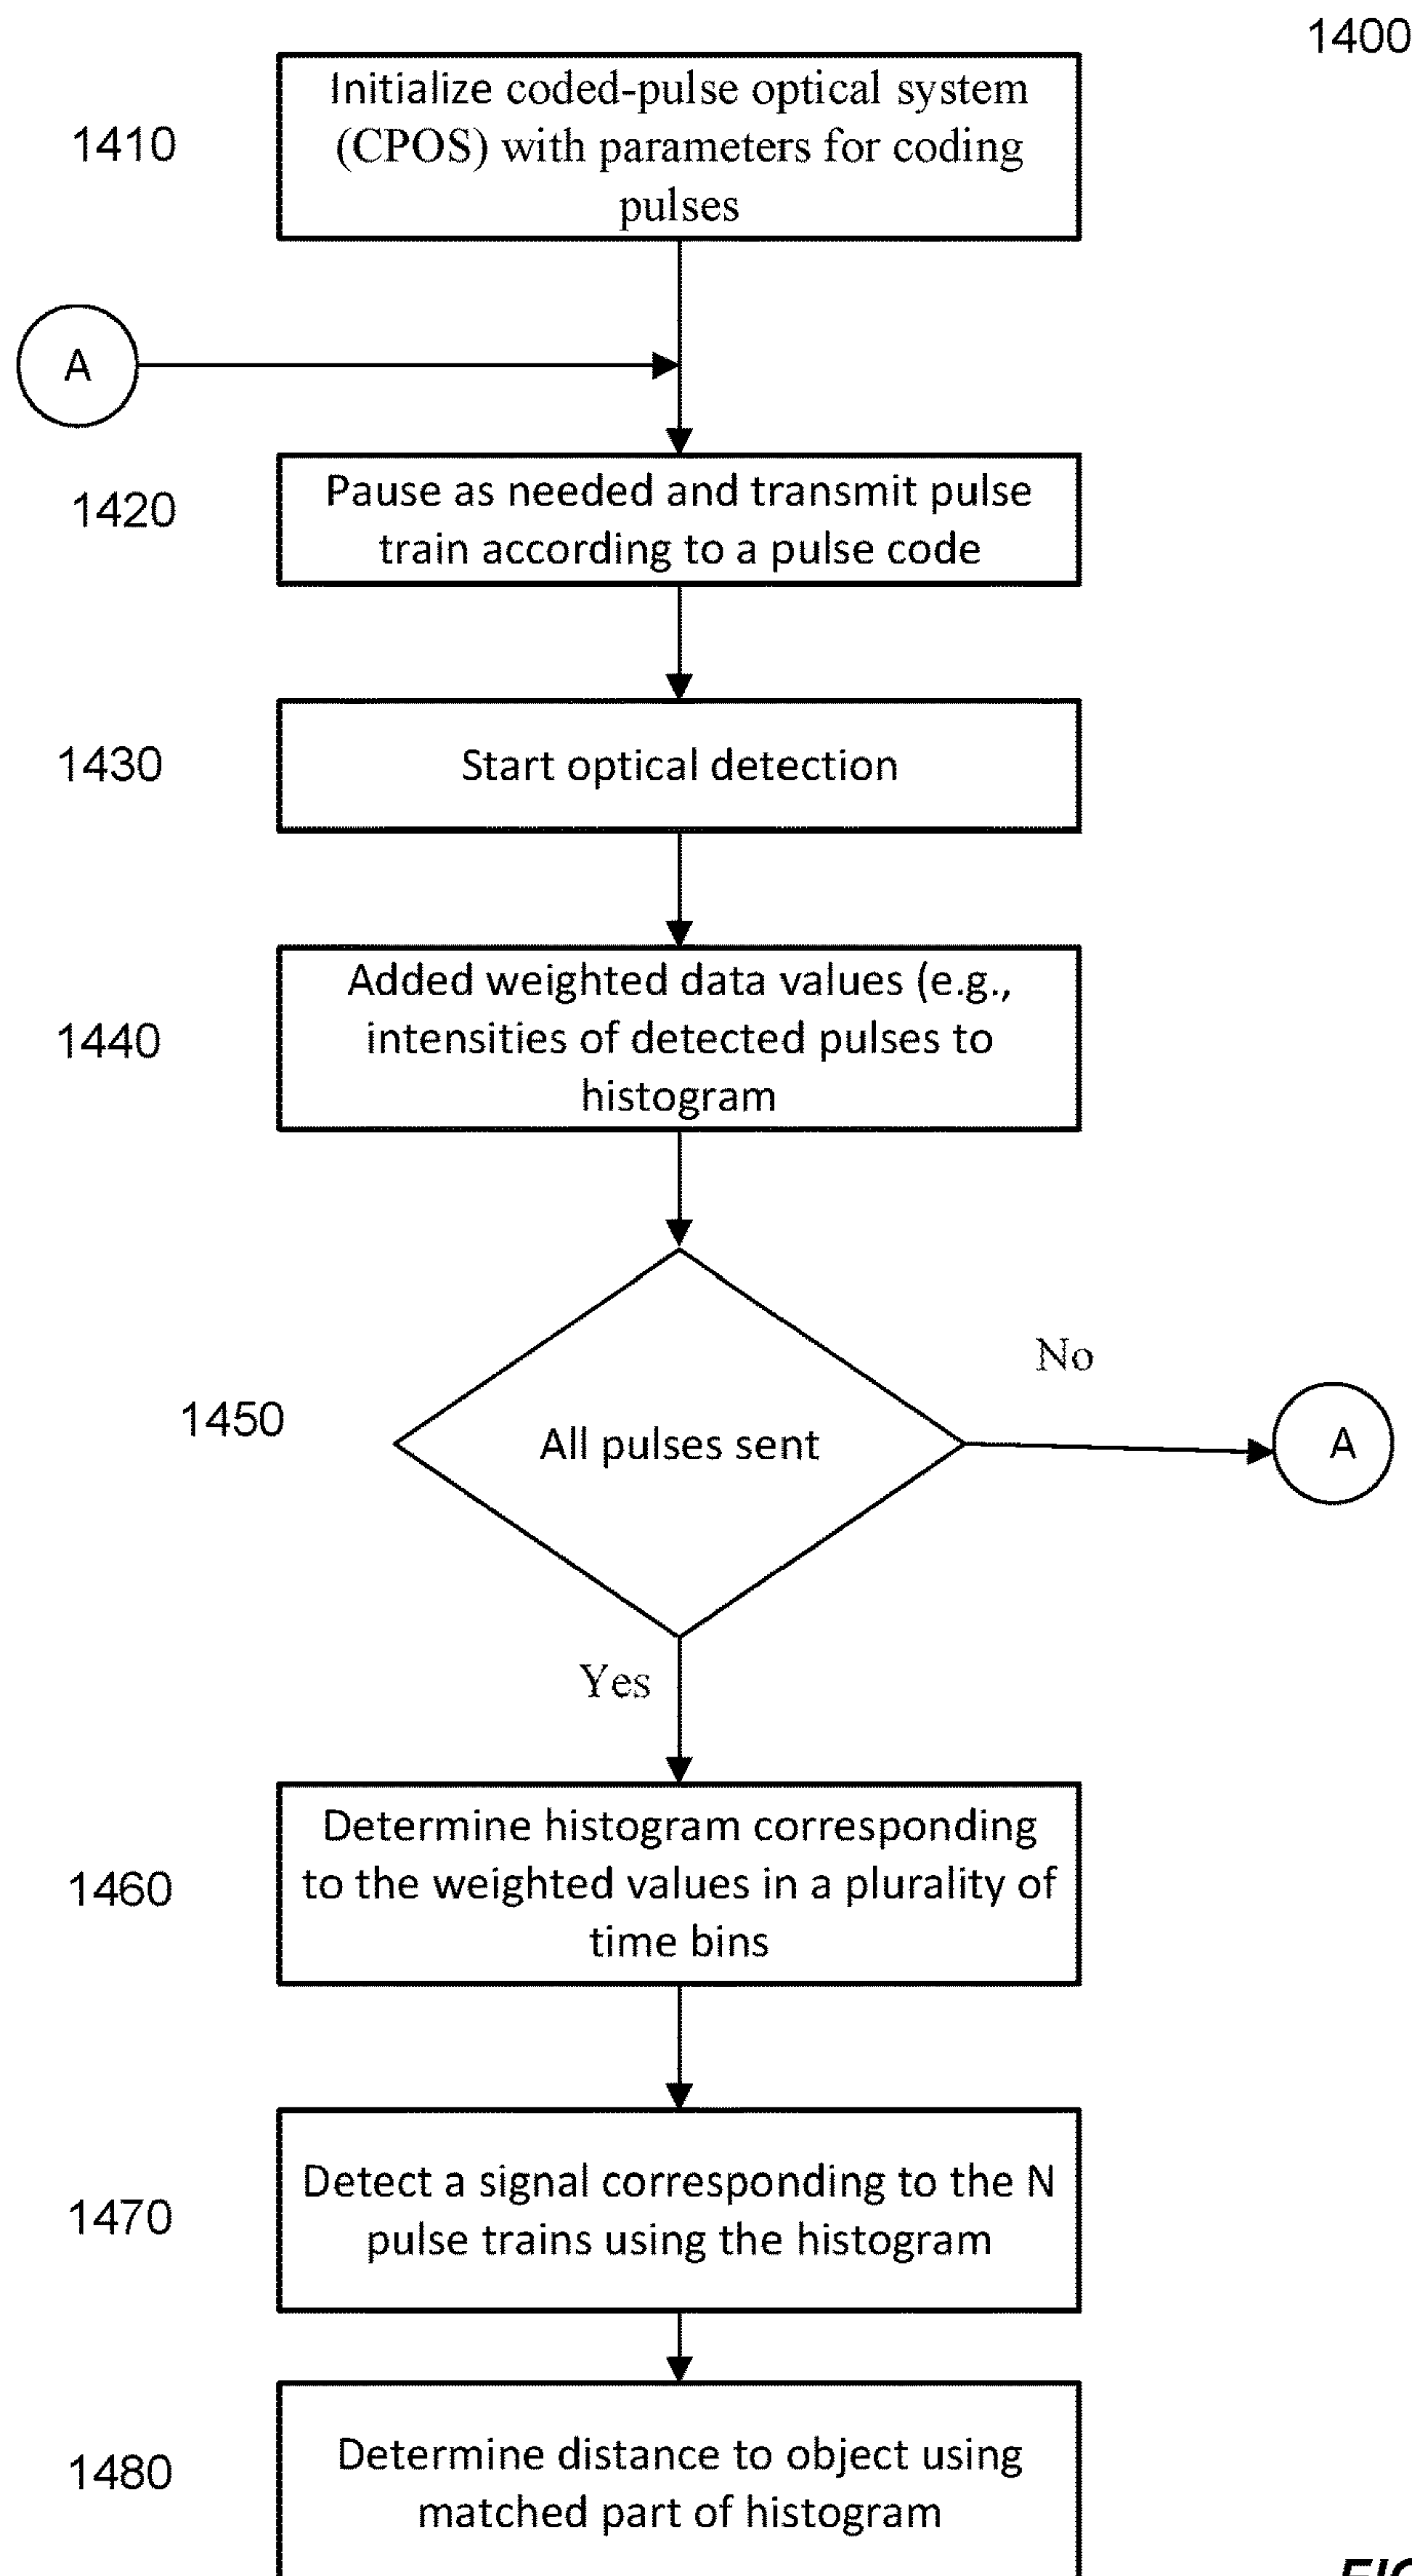 1400
Initialize coded-pulse optical system
1410
(CPOS) with parameters for coding
pulses
A
1420
Pause as needed and transmit pulse
train according to a pulse code
1430
Start optical detection
Added weighted data values (e.g.,
1440
intensities of detected pulses to
histogram
No
1450
All pulses sent
A
Yes
Determine histogram corresponding
1460
to the weighted values in a plurality of
time bins
Detect a signal corresponding to the N
1470
pulse trains using the histogram
Determine distance to object using
1480
matched part of histogram